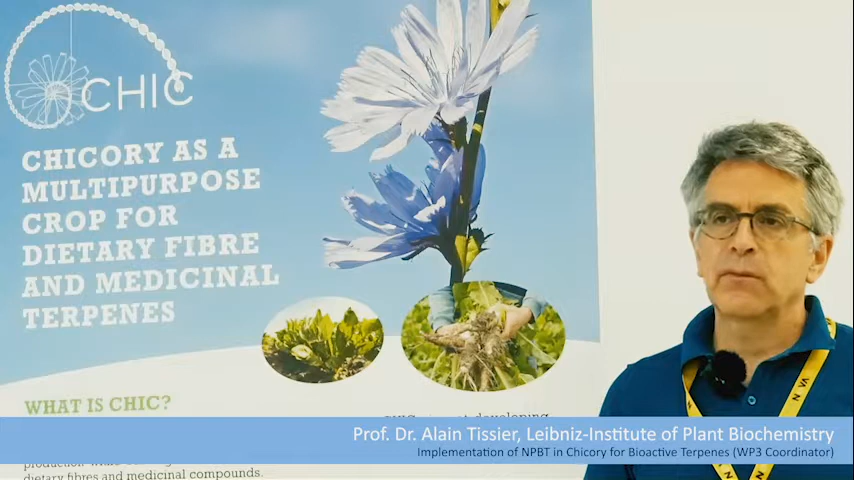 CHIC
CHICORY AS A
MULTIPURPOSE
CROP FOR
DIETARY FIBRE
AND MEDICINAL
TERPENES
WHAT IS CHIC?
developing
Prof. Dr. Alain Tissier, Leibniz-Institute of Plant Biochemistry
Implementation of NPBT in Chicory for Bioactive Terpenes (WP3 Coordinator)
dietary fibres and medicinal compounds.